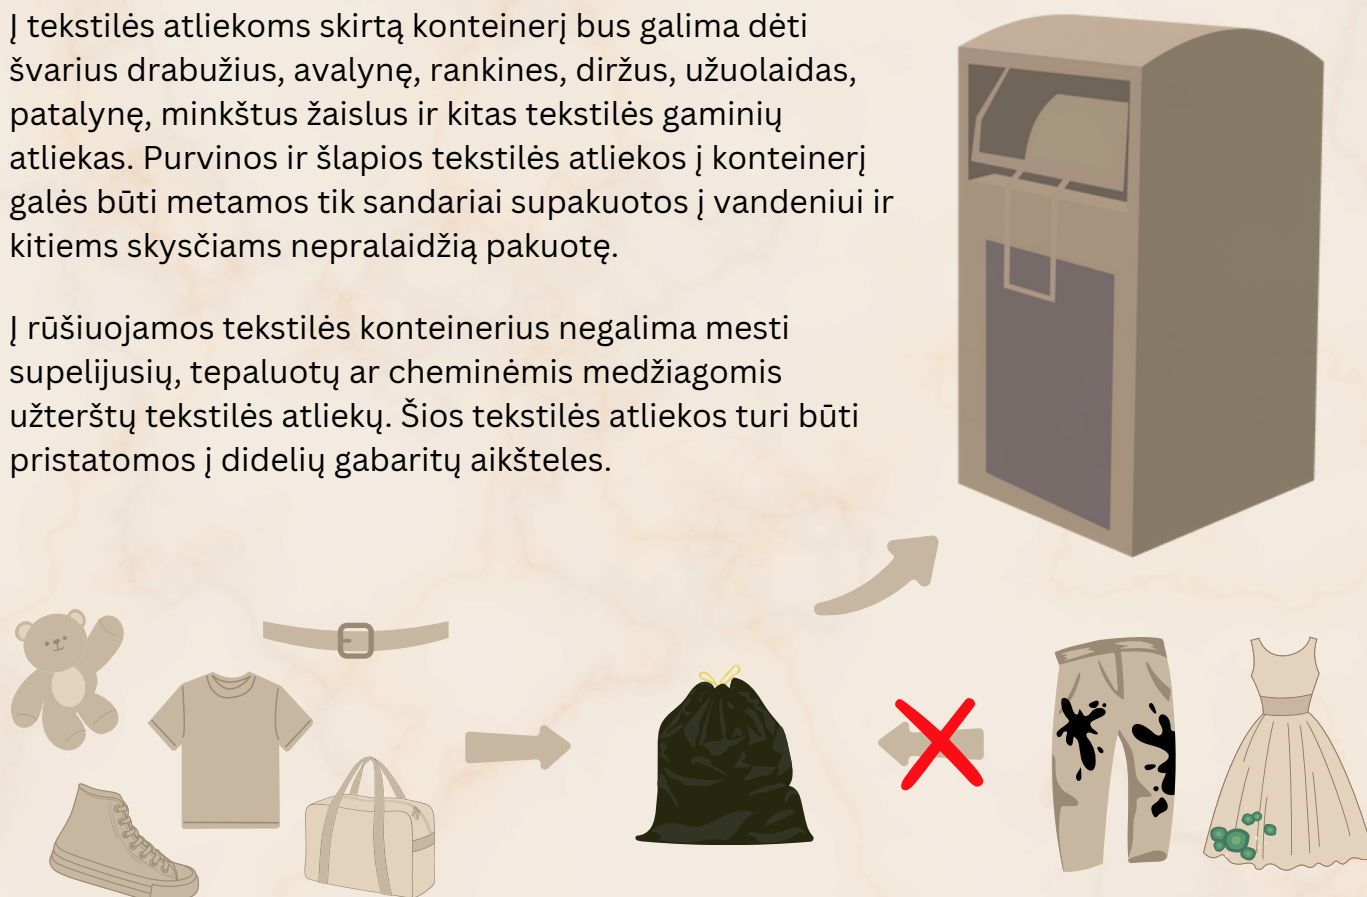 Į tekstilės atliekoms skirtą konteinerį bus galima dėti
švarius drabužius, avalynę, rankines, diržus, užuolaidas,
patalynę, minkštus žaislus ir kitas tekstilės gaminių
atliekas. Purvinos ir šlapios tekstilės atliekos į konteinerį
galės būti metamos tik sandariai supakuotos į vandeniui ir
kitiems skysčiams nepralaidžią pakuotę.
Į rūšiuojamos tekstilės konteinerius negalima mesti
supelijusių, tepaluotų ar cheminėmis medžiagomis
užterštų tekstilės atliekų. Šios tekstilės atliekos turi būti
pristatomos į didelių gabaritų aikšteles.